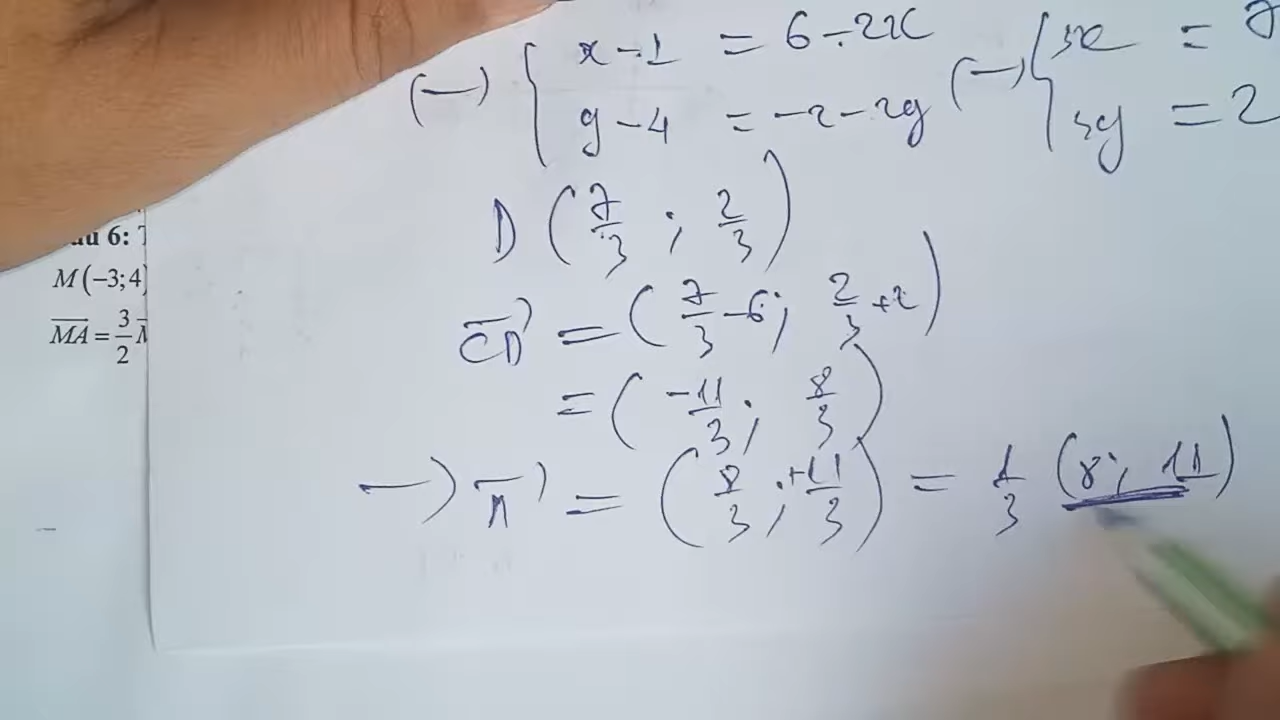 (→) { x - 1 = 6 - 2x (→) { 3x = 7
y - 4 = -2 - 2y 3y = 2
D ( 7/3 ; 2/3 )
CD = ( 7/3 - 6 ; 2/3 + 2 )
= ( -11/3 ; 8/3 )
→ n = ( 8/3 ; +11/3 ) = 1/3 ( 8 ; 11 )
6:
M(-3;4
MA = 3/2